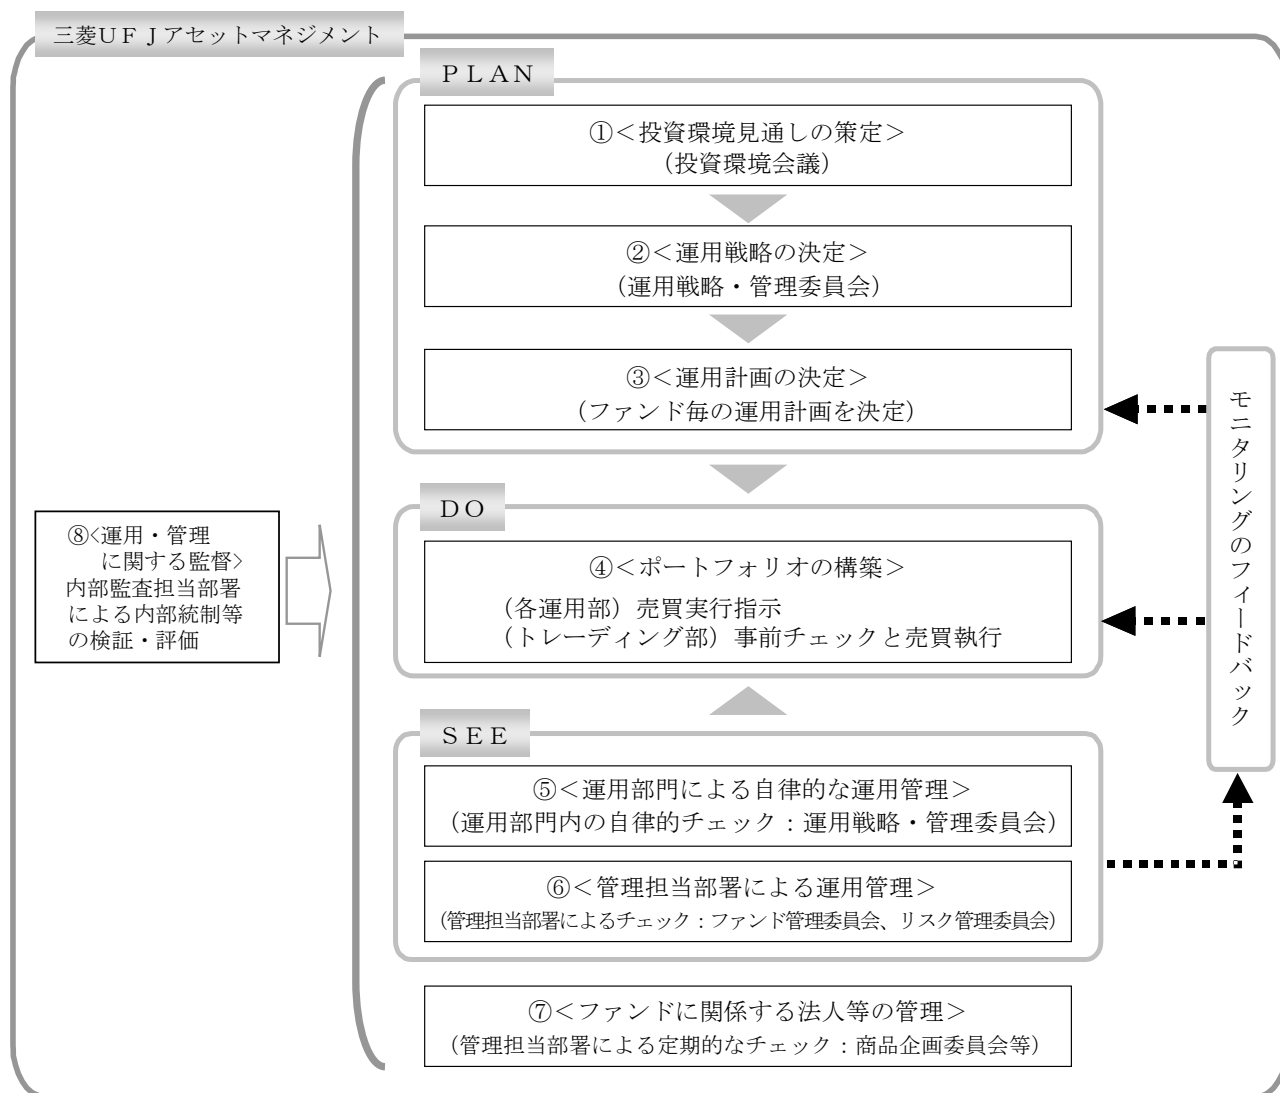 三菱ＵＦＪアセットマネジメント
ＰＬＡＮ
①＜投資環境見通しの策定＞
（投資環境会議）
②＜運用戦略の決定＞
（運用戦略・管理委員会）
③＜運用計画の決定＞
（ファンド毎の運用計画を決定）
ＤＯ
④＜ポートフォリオの構築＞
（各運用部）売買実行指示
（トレーディング部）事前チェックと売買執行
ＳＥＥ
⑤＜運用部門による自律的な運用管理＞
（運用部門内の自律的チェック：運用戦略・管理委員会）
⑥＜管理担当部署による運用管理＞
（管理担当部署によるチェック：ファンド管理委員会、リスク管理委員会）
⑦＜ファンドに関係する法人等の管理＞
（管理担当部署による定期的なチェック：商品企画委員会等）
⑧<運用・管理
に関する監督>
内部監査担当部署
による内部統制等
の検証・評価
モニタリングのフィードバック